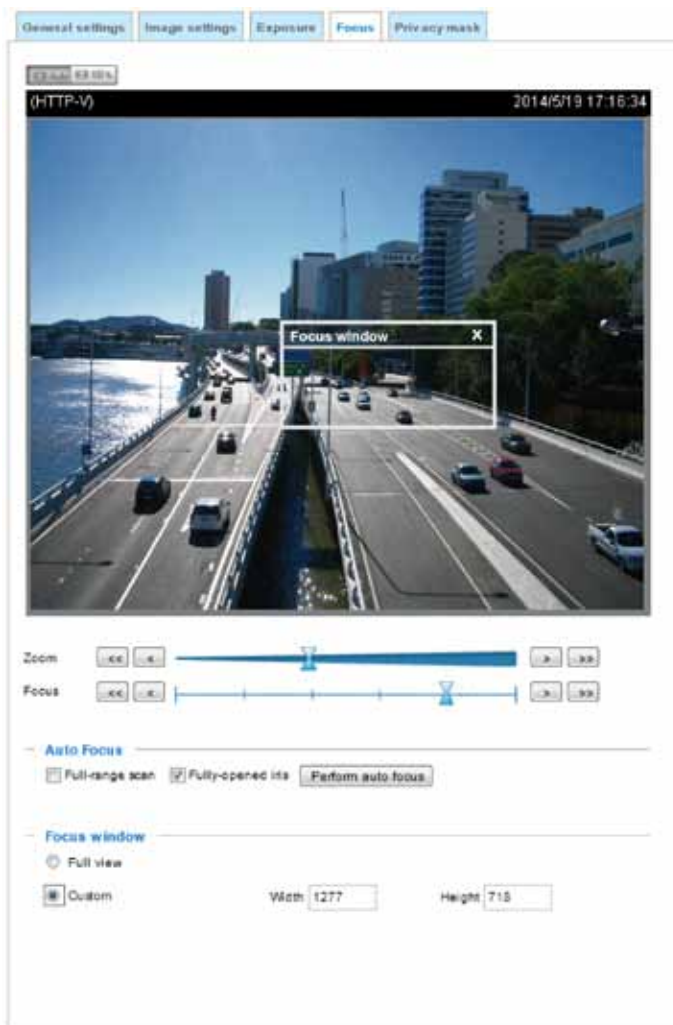 General settings
Image settings
Exposure
Focus
Privacy mask
(HTTP-V) 2014/5/19 17:16:34
Focus window X
Zoom << < > >>
Focus << < > >>
Auto Focus
Full-range scan Fully-opened iris Perform auto focus
Focus window
Full view
Custom Width 1277 Height 718